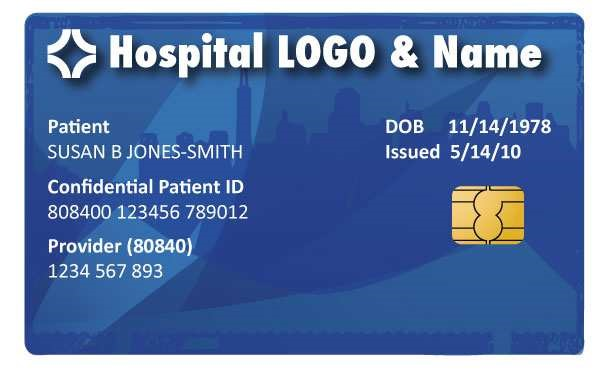 Hospital LOGO & Name
Patient
SUSAN B JONES-SMITH
DOB 11/14/1978
Issued 5/14/10
Confidential Patient ID
808400 123456 789012
Provider (80840)
1234 567 893